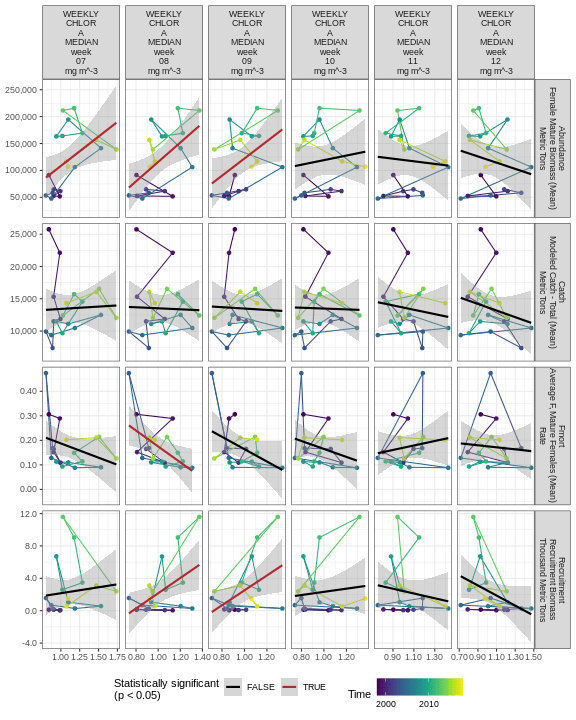 WEEKLY
CHLOR
A
MEDIAN
week
07
mg m^-3
WEEKLY
CHLOR
A
MEDIAN
week
08
mg m^-3
WEEKLY
CHLOR
A
MEDIAN
week
09
mg m^-3
WEEKLY
CHLOR
A
MEDIAN
week
10
mg m^-3
WEEKLY
CHLOR
A
MEDIAN
week
11
mg m^-3
WEEKLY
CHLOR
A
MEDIAN
week
12
mg m^-3
250,000
200,000
150,000
100,000
50,000
Abundance
Female Mature Biomass (Mean)
Metric Tons
25,000
20,000
15,000
10,000
Catch
Modelled Catch - Total (Mean)
Metric Tons
0.40
0.30
0.20
0.10
0.00
Fmort
Average F, Mature Females (Mean)
Rate
12.0
8.0
4.0
0.0
-4.0
Recruitment
Recruitment Biomass
Thousand Metric Tons
1.00 1.25 1.50 1.75
0.80 1.00 1.20 1.40
0.80 1.00 1.20
0.80 1.00 1.20
0.90 1.10 1.30
0.70 0.90 1.10 1.30 1.50
Statistically significant
(p < 0.05)
FALSE
TRUE
Time
2000
2010